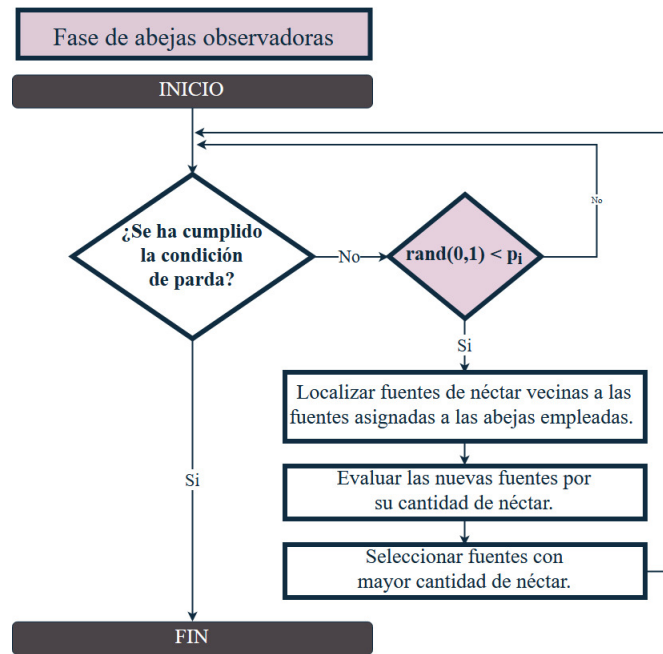 Fase de abejas observadoras
INICIO
¿Se ha cumplido
la condición
de parda?
No
rand(0,1) < pi
No
Si
Localizar fuentes de néctar vecinas a las
fuentes asignadas a las abejas empleadas.
Evaluar las nuevas fuentes por
su cantidad de néctar.
Si
Seleccionar fuentes con
mayor cantidad de néctar.
FIN